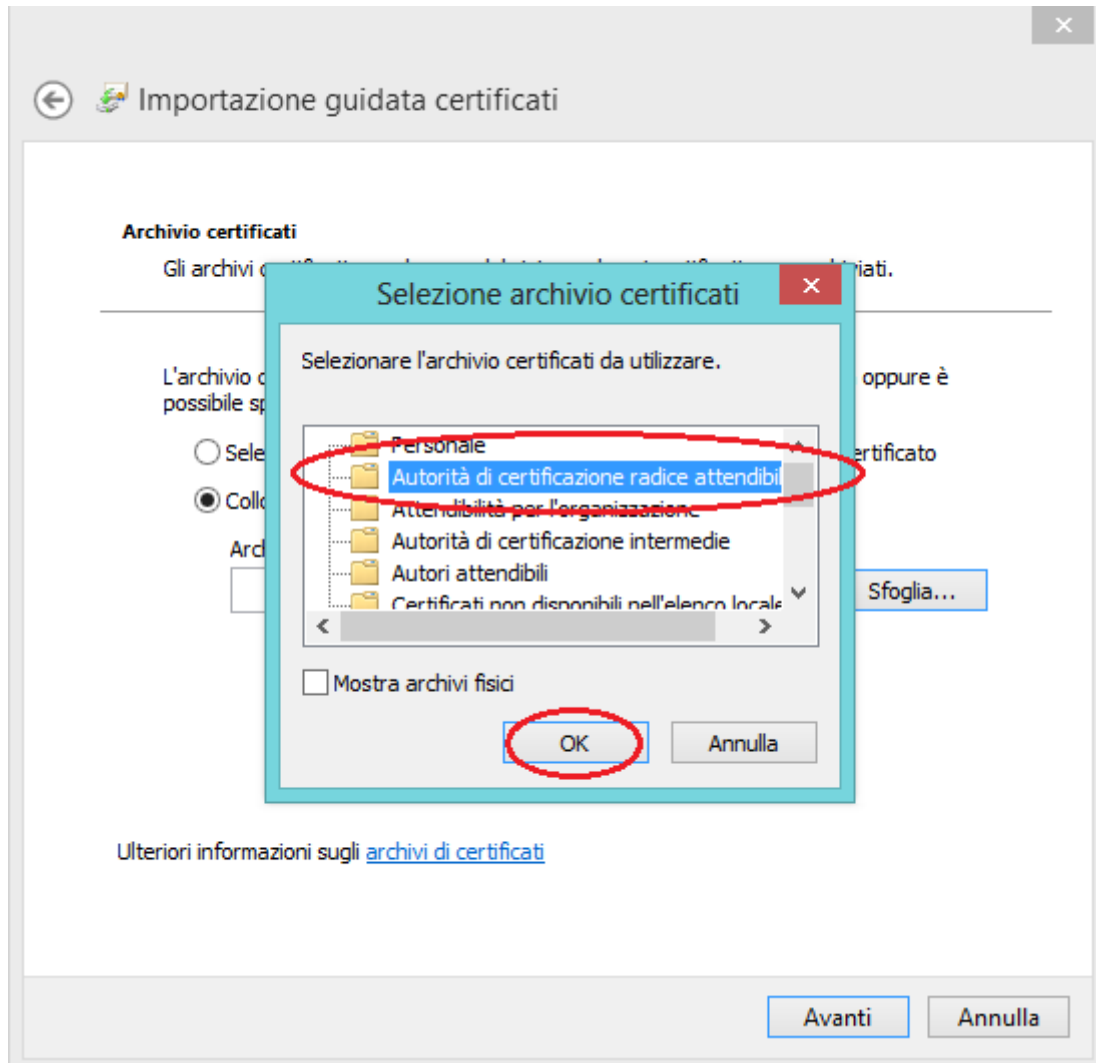 Importazione guidata certificati
Archivio certificati
Gli archivi
iati.
Selezione archivio certificati
Selezionare l'archivio certificati da utilizzare.
L'archivio
oppure è
possibile sp
Sele
ertificato
Personale
Autorità di certificazione radice attendibil
Collo
Attendibilità per l'organizzazione
Autorità di certificazione intermedie
Autori attendibili
Certificati non disponibili nell'elenco locale
Sfoglia...
Mostra archivi fisici
OK
Annulla
Ulteriori informazioni sugli archivi di certificati
Avanti
Annulla